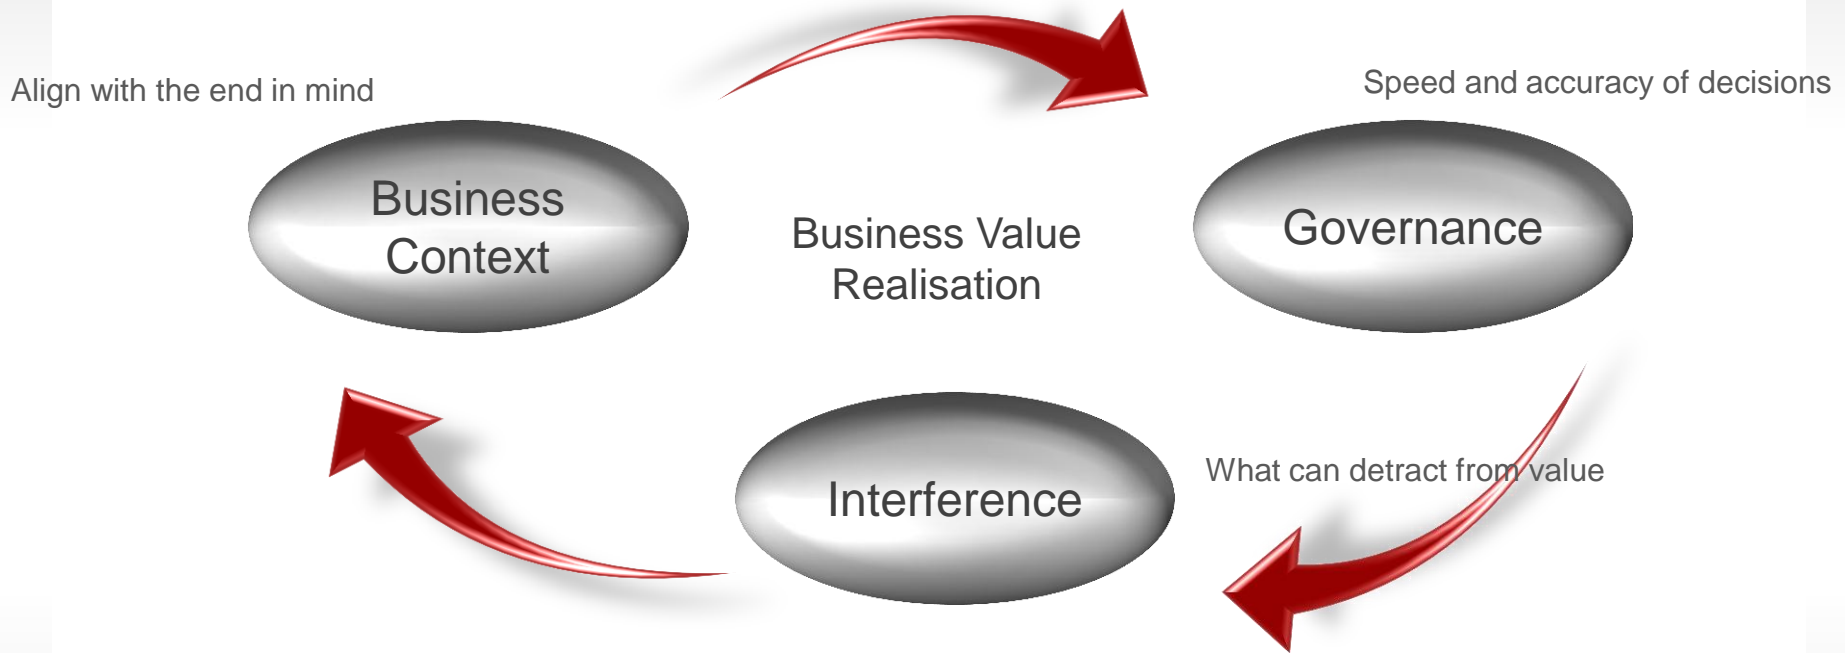 Align with the end in mind
Speed and accuracy of decisions
Business
Context
Business Value
Realisation
Governance
Interference
What can detract from value